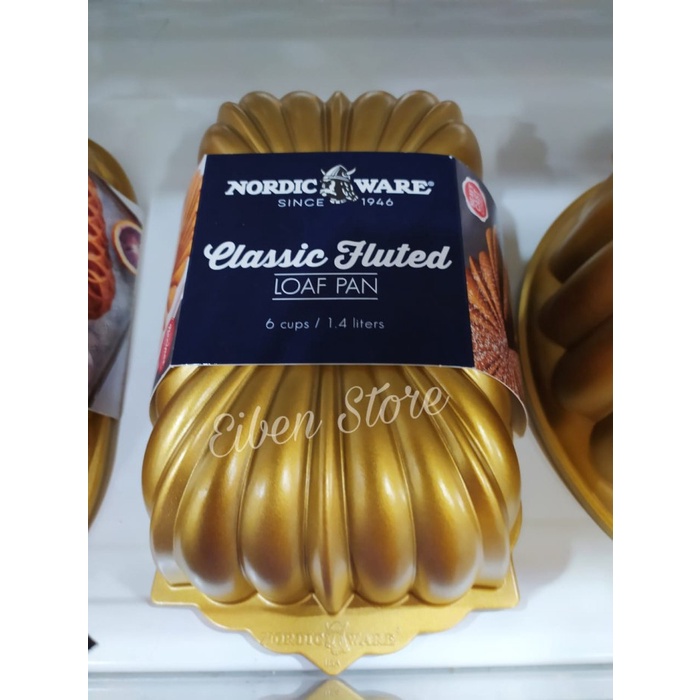 NORDIC WARE®
SINCE 1946
Classic Fluted
LOAF PAN
6 cups / 1.4 liters
Eiben Store
NORDIC WARE